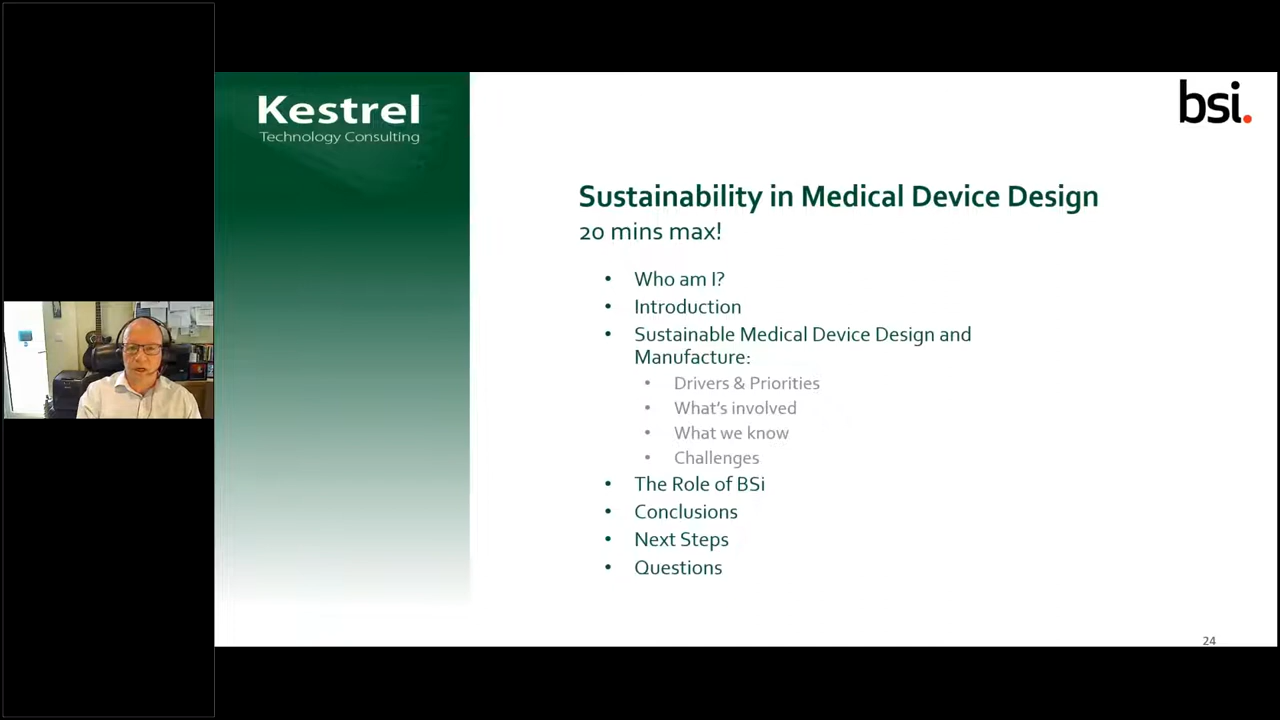 Kestrel
Technology Consulting
bsi.
Sustainability in Medical Device Design
20 mins max!
• Who am I?
• Introduction
• Sustainable Medical Device Design and
Manufacture:
• Drivers & Priorities
• What's involved
• What we know
• Challenges
• The Role of BSi
• Conclusions
• Next Steps
• Questions
24